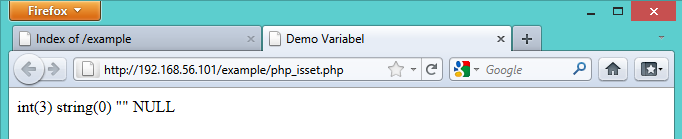 Firefox
Index of /example
Demo Variabel
http://192.168.56.101/example/php_isset.php
Google
int(3) string(0) "" NULL